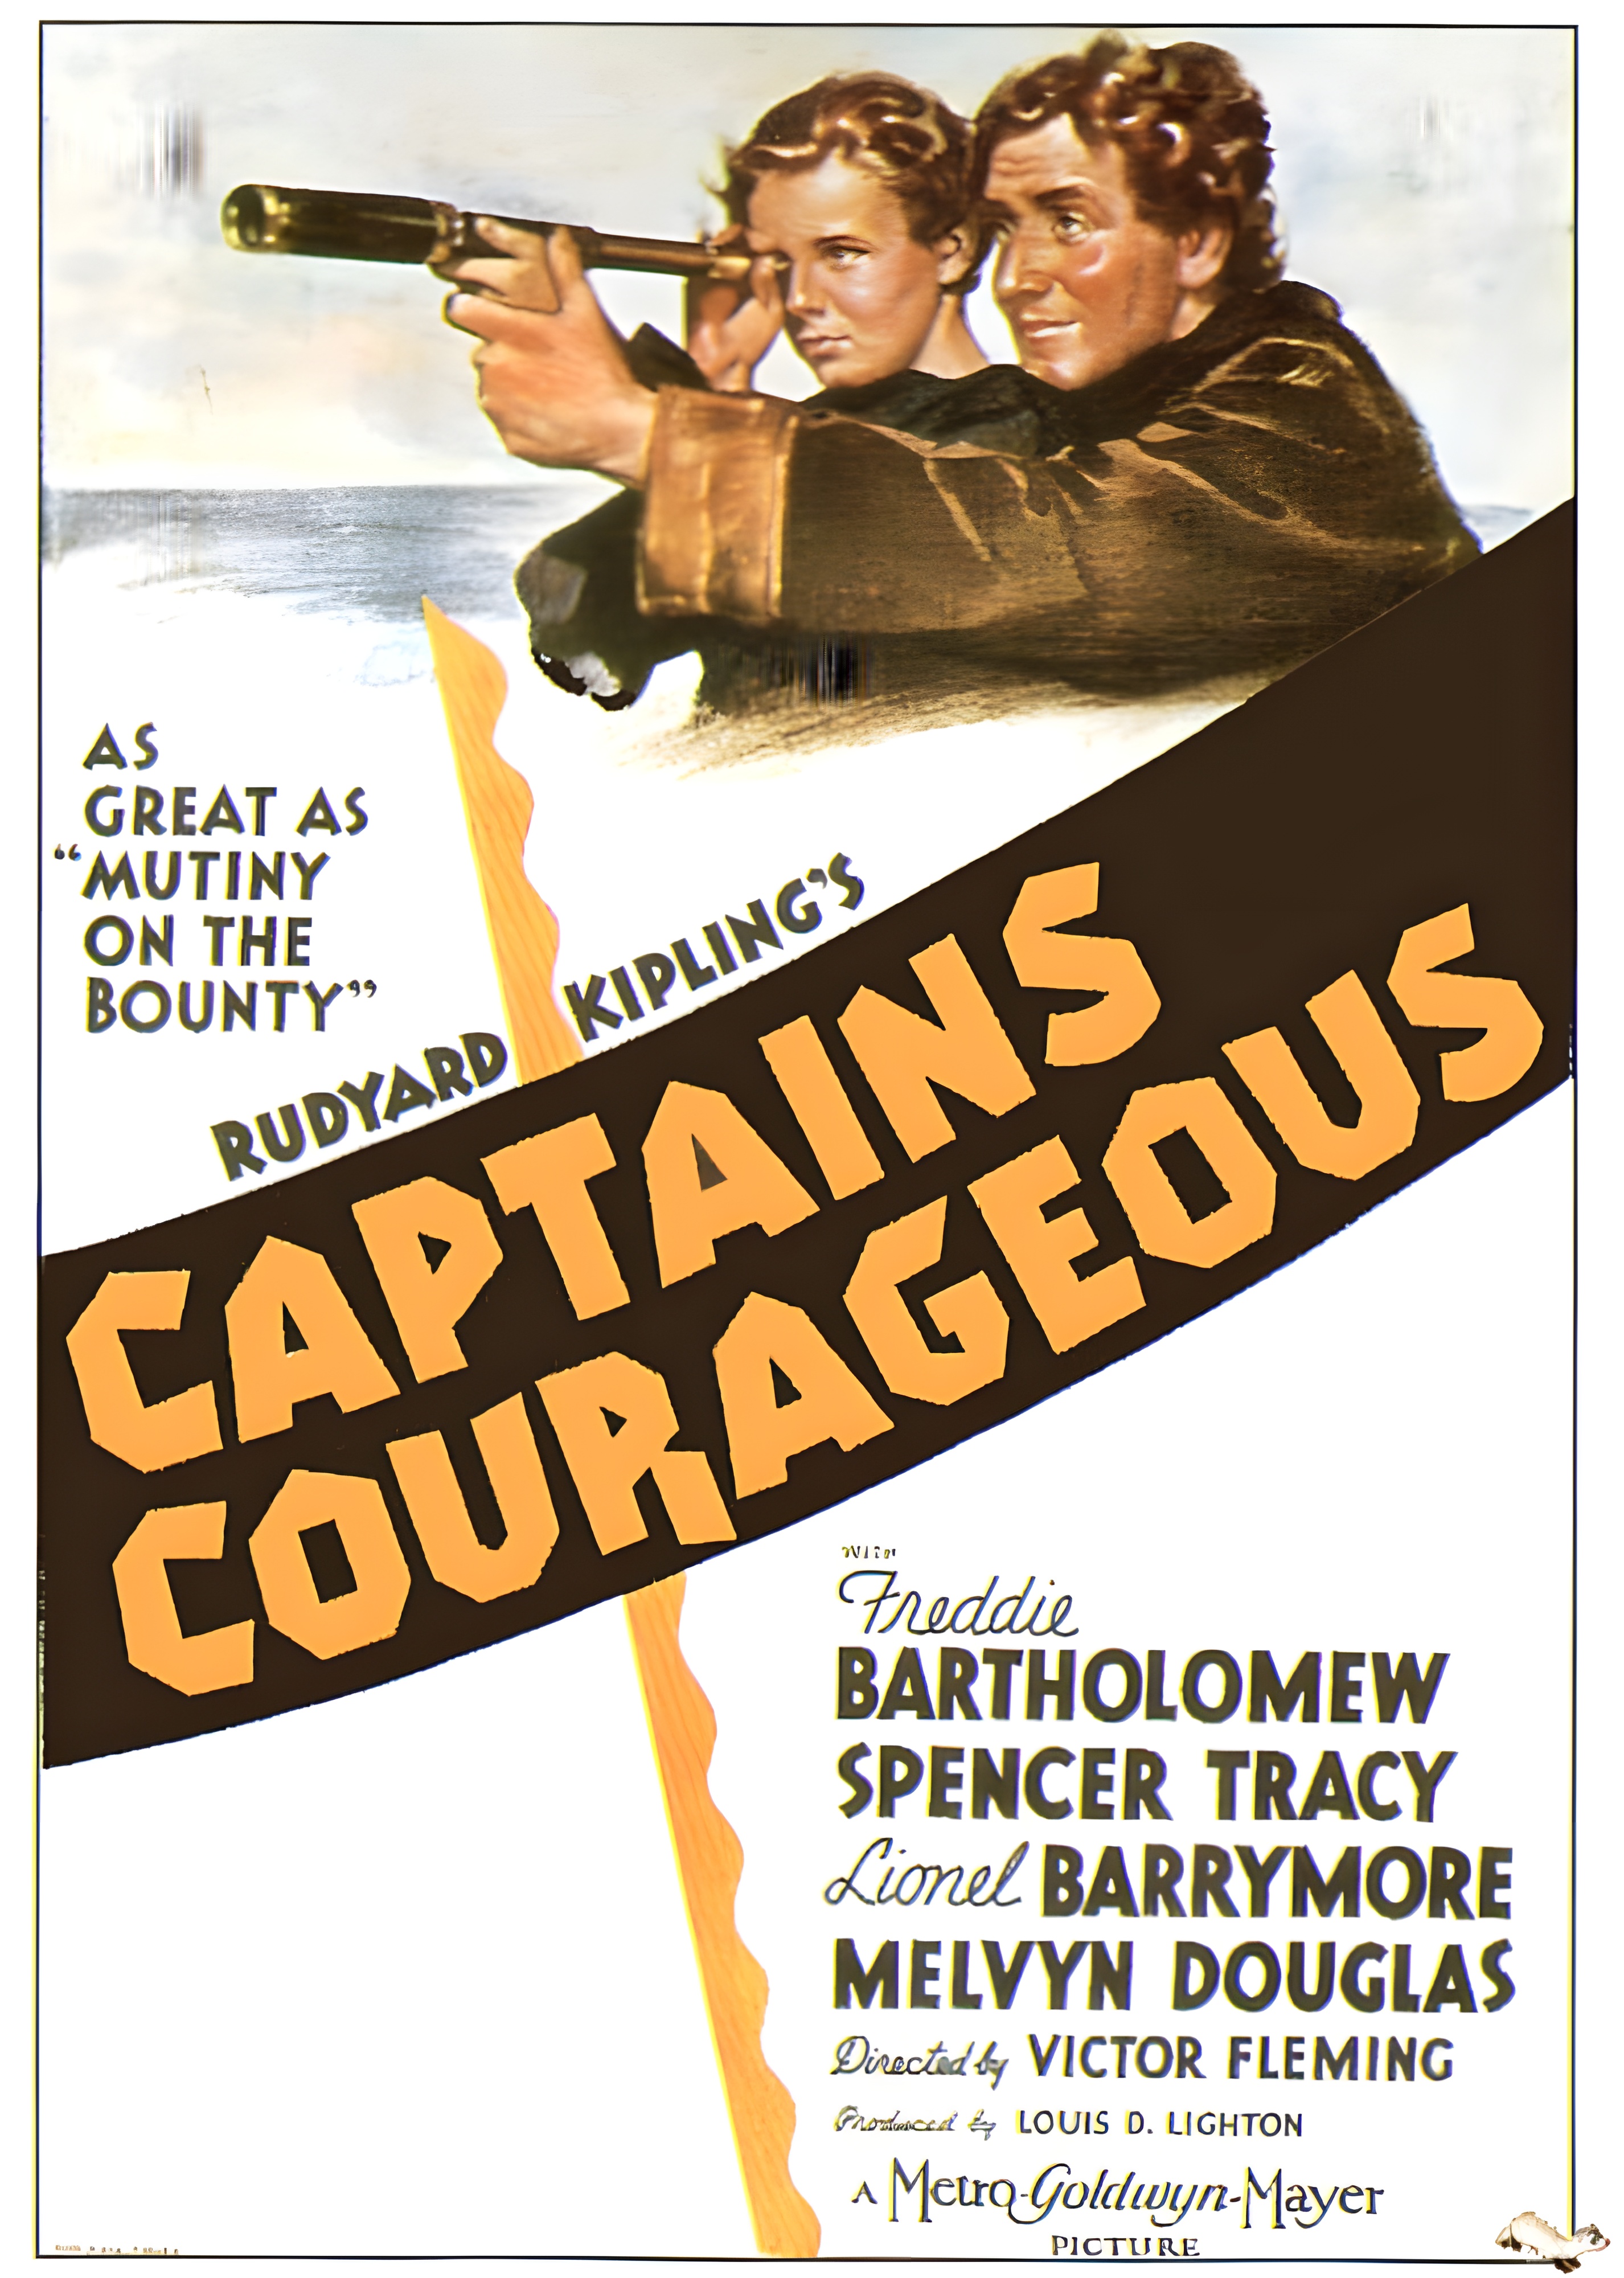 AS
GREAT AS
“MUTINY
ON THE
BOUNTY”
RUDYARD KIPLING'S
CAPTAINS
COURAGEOUS
WITH
Freddie
BARTHOLOMEW
SPENCER TRACY
Lionel BARRYMORE
MELVYN DOUGLAS
Directed by VICTOR FLEMING
Produced by LOUIS D. LIGHTON
A Metro-Goldwyn-Mayer
PICTURE